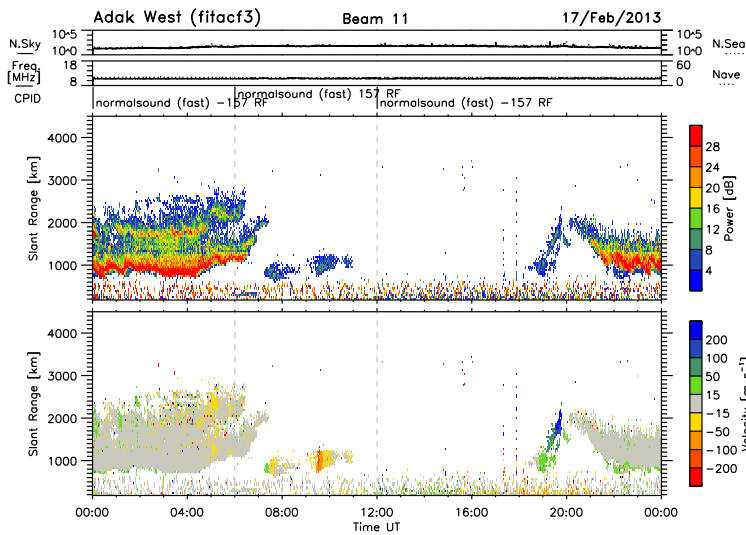 Adak West (fitacf3) Beam 11 17/Feb/2013
N.Sky 10^5 10^0 10^5 10^0 N.Sea
Freq. [MHz] 18 8 60 0 Nave
CPID normalsound (fast) -157 RF normalsound (fast) 157 RF normalsound (fast) -157 RF
Slant Range [km]
4000
3000
2000
1000
28
24
20
16
12
8
4
Power [dB]
Slant Range [km]
4000
3000
2000
1000
200
100
50
15
-15
-50
-100
-200
Velocity [m s^-1]
00:00 04:00 08:00 12:00 16:00 20:00 00:00
Time UT